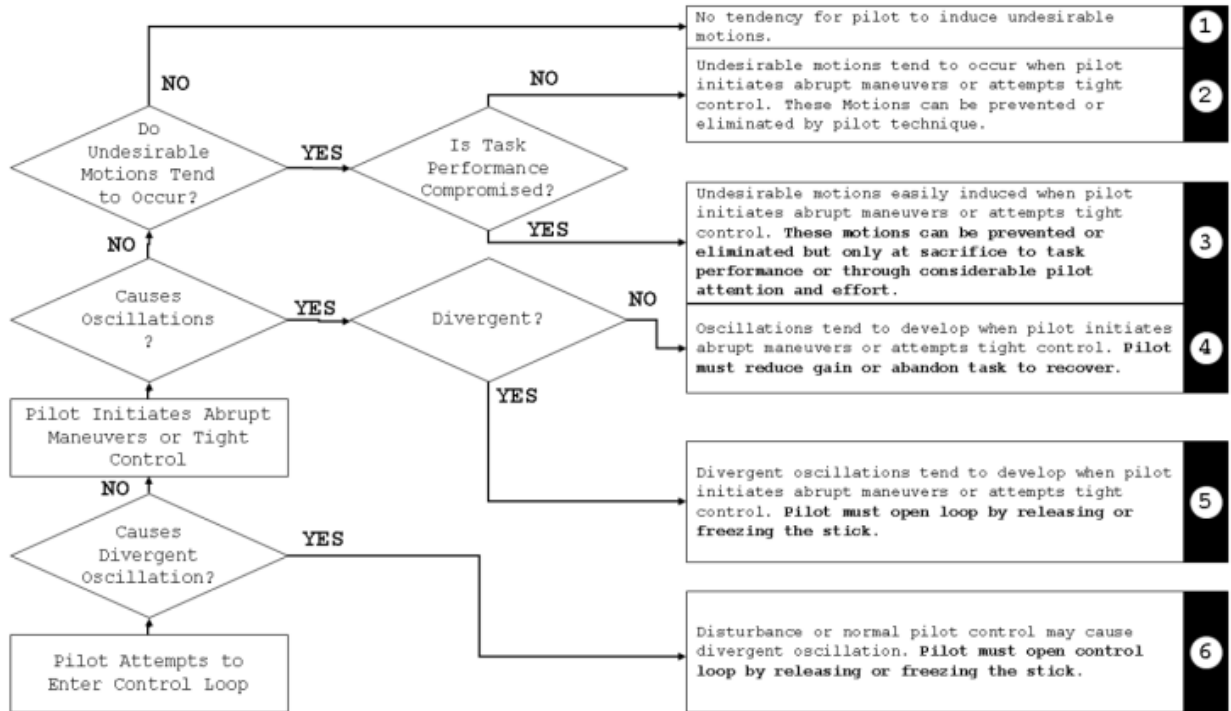 No tendency for pilot to induce undesirable
motions.
1
NO
Undesirable motions tend to occur when pilot
initiates abrupt maneuvers or attempts tight
control. These Motions can be prevented or
eliminated by pilot technique.
2
NO
Do
Undesirable
Motions Tend
to Occur?
YES
Is Task
Performance
Compromised?
YES
Undesirable motions easily induced when pilot
initiates abrupt maneuvers or attempts tight
control. These motions can be prevented or
eliminated but only at sacrifice to task
performance or through considerable pilot
attention and effort.
3
NO
Causes
Oscillations
?
YES
Divergent?
NO
Oscillations tend to develop when pilot initiates
abrupt maneuvers or attempts tight control. Pilot
must reduce gain or abandon task to recover.
4
YES
Pilot Initiates Abrupt
Maneuvers or Tight
Control
Divergent oscillations tend to develop when pilot
initiates abrupt maneuvers or attempts tight
control. Pilot must open loop by releasing or
freezing the stick.
5
NO
Causes
Divergent
Oscillation?
YES
Disturbance or normal pilot control may cause
divergent oscillation. Pilot must open control
loop by releasing or freezing the stick.
6
Pilot Attempts to
Enter Control Loop